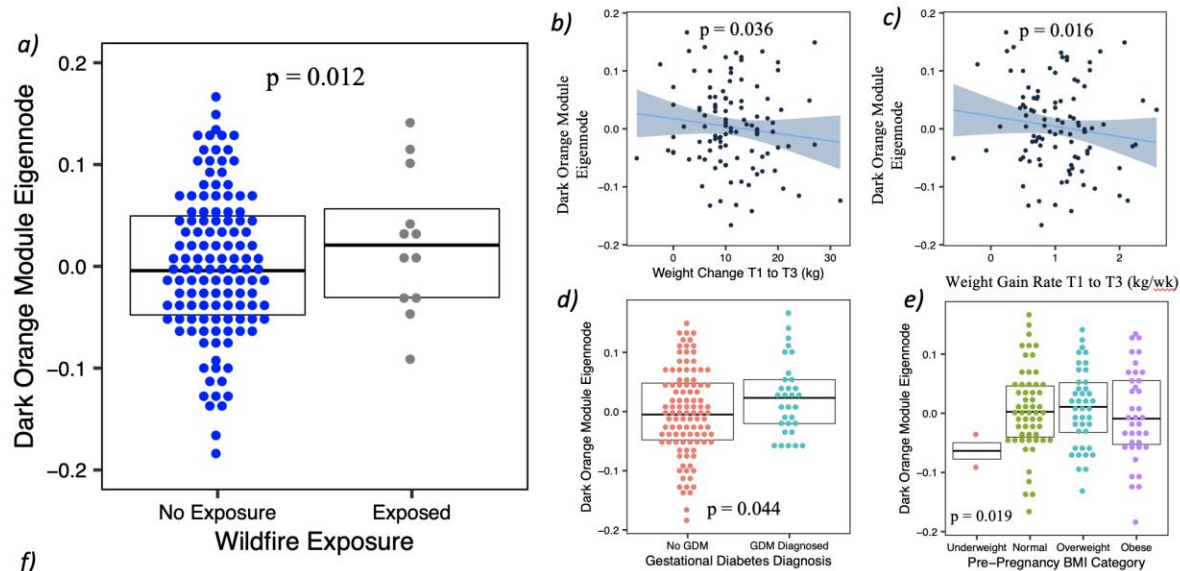 a)
Dark Orange Module Eigennode
0.2
0.1
0.0
−0.1
−0.2
p = 0.012
No Exposure
Exposed
Wildfire Exposure
b)
Dark Orange Module
Eigennode
0.2
0.1
0.0
−0.1
−0.2
p = 0.036
0
10
20
30
Weight Change T1 to T3 (kg)
c)
Dark Orange Module
Eigennode
0.2
0.1
0.0
−0.1
−0.2
p = 0.016
0
1
2
Weight Gain Rate T1 to T3 (kg/wk)
d)
Dark Orange Module Eigennode
0.1
0.0
−0.1
−0.2
p = 0.044
No GDM
GDM Diagnosed
Gestational Diabetes Diagnosis
e)
Dark Orange Module Eigennode
0.1
0.0
−0.1
−0.2
p = 0.019
Underweight
Normal
Overweight
Obese
Pre-Pregnancy BMI Category
f)